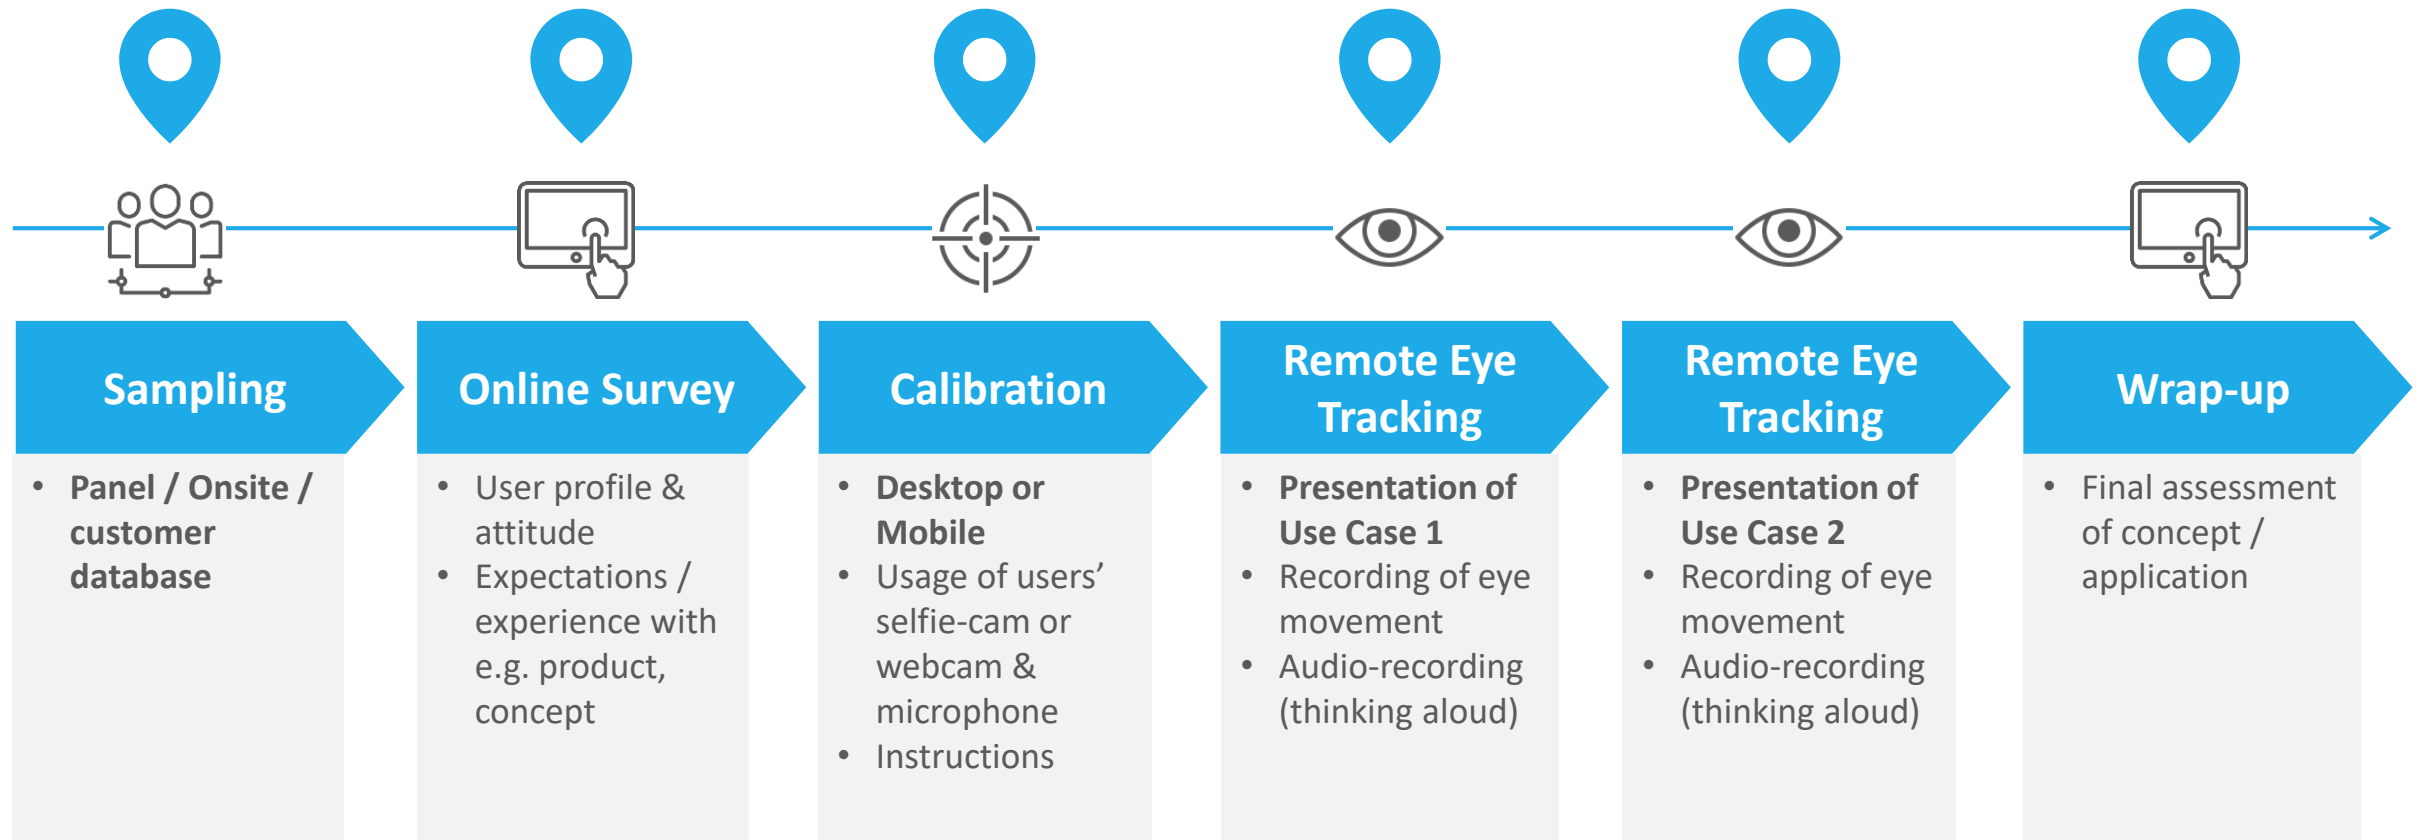 Sampling
• Panel / Onsite /
customer
database
Online Survey
• User profile &
attitude
• Expectations /
experience with
e.g. product,
concept
Calibration
• Desktop or
Mobile
• Usage of users’
selfie-cam or
webcam &
microphone
• Instructions
Remote Eye
Tracking
• Presentation of
Use Case 1
• Recording of eye
movement
• Audio-recording
(thinking aloud)
Remote Eye
Tracking
• Presentation of
Use Case 2
• Recording of eye
movement
• Audio-recording
(thinking aloud)
Wrap-up
• Final assessment
of concept /
application